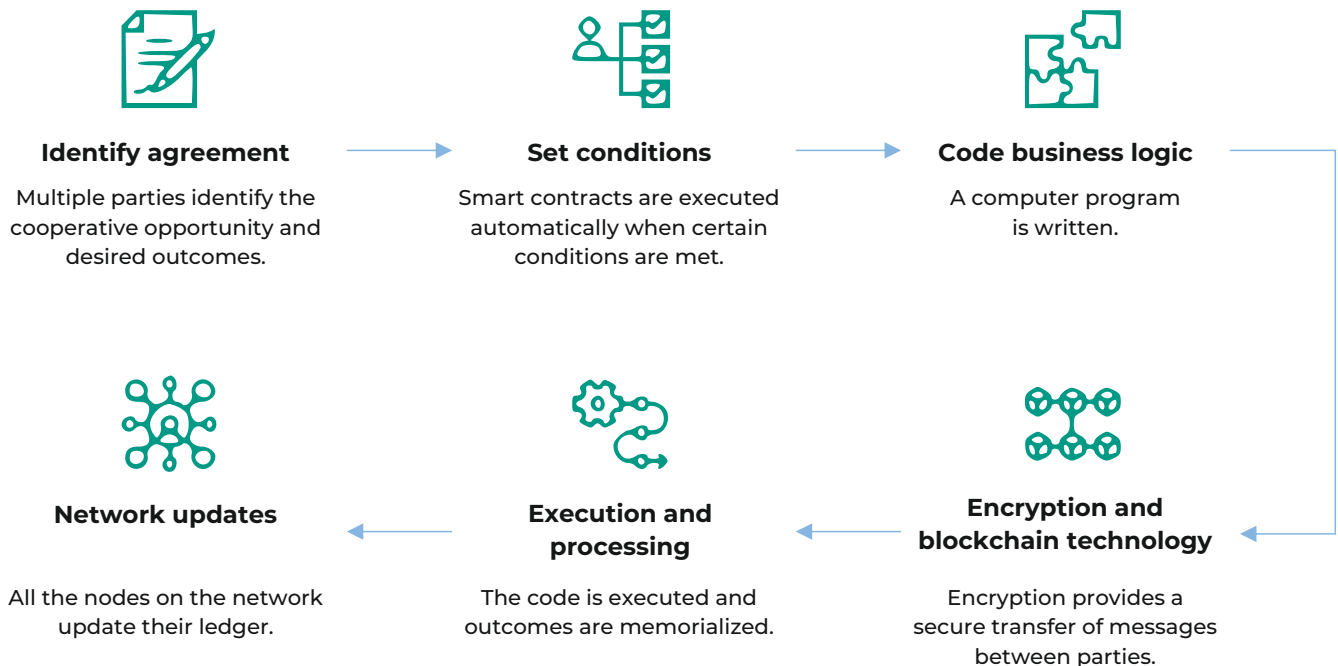 Identify agreement
Multiple parties identify the
cooperative opportunity and
desired outcomes.
Set conditions
Smart contracts are executed
automatically when certain
conditions are met.
Code business logic
A computer program
is written.
Encryption and
blockchain technology
Encryption provides a
secure transfer of messages
between parties.
Execution and
processing
The code is executed and
outcomes are memorialized.
Network updates
All the nodes on the network
update their ledger.